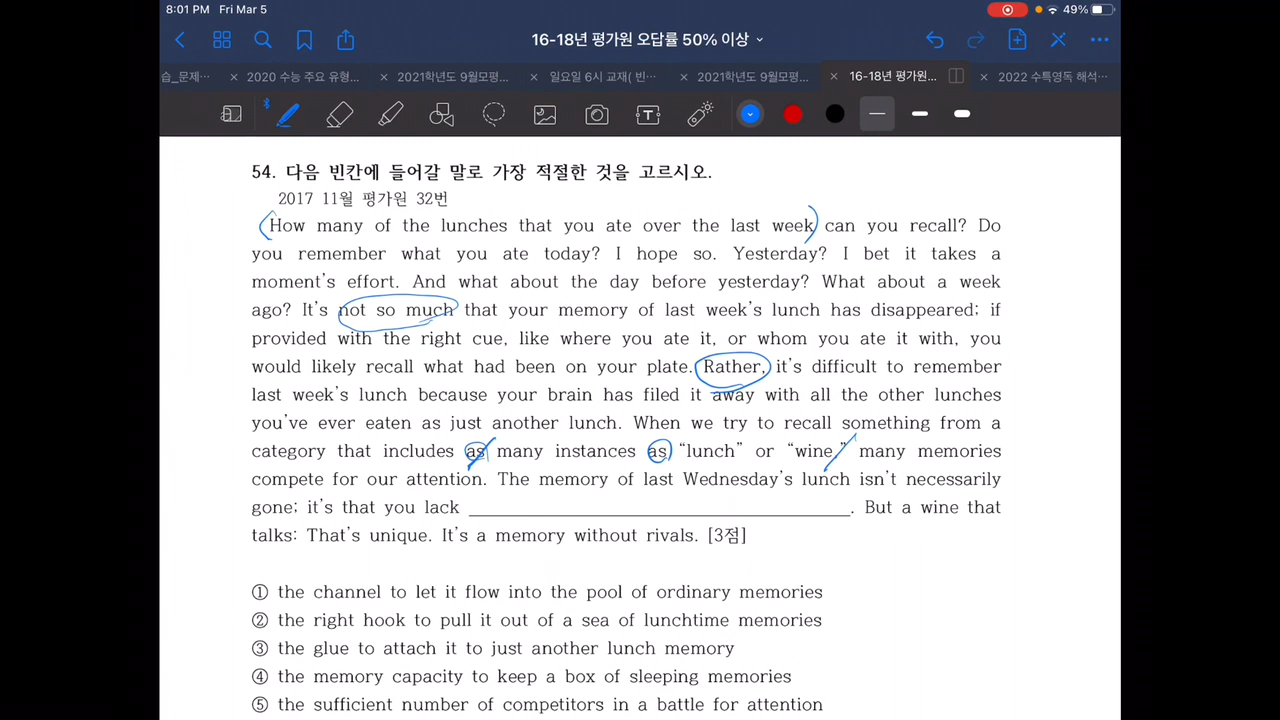 8:01 PM Fri Mar 5 49%
16-18년 평가원 오답률 50% 이상
습_문제… × 2020 수능 주요 유형… × 2021학년도 9월모평… × 일요일 6시 교재( 빈… × 2021학년도 9월모평… × 16-18년 평가원… × 2022 수특영독 해석…
54. 다음 빈칸에 들어갈 말로 가장 적절한 것을 고르시오.
2017 11월 평가원 32번
How many of the lunches that you ate over the last week can you recall? Do
you remember what you ate today? I hope so. Yesterday? I bet it takes a
moment's effort. And what about the day before yesterday? What about a week
ago? It's not so much that your memory of last week's lunch has disappeared; if
provided with the right cue, like where you ate it, or whom you ate it with, you
would likely recall what had been on your plate. Rather, it's difficult to remember
last week's lunch because your brain has filed it away with all the other lunches
you've ever eaten as just another lunch. When we try to recall something from a
category that includes as many instances as “lunch” or “wine,” many memories
compete for our attention. The memory of last Wednesday's lunch isn't necessarily
gone; it's that you lack ________________________________. But a wine that
talks: That's unique. It's a memory without rivals. [3점]
① the channel to let it flow into the pool of ordinary memories
② the right hook to pull it out of a sea of lunchtime memories
③ the glue to attach it to just another lunch memory
④ the memory capacity to keep a box of sleeping memories
⑤ the sufficient number of competitors in a battle for attention